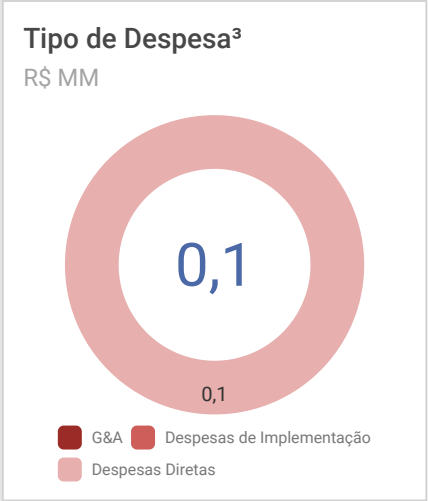 Tipo de Despesa³
R$ MM
0,1
0,1
G&A Despesas de Implementação
Despesas Diretas